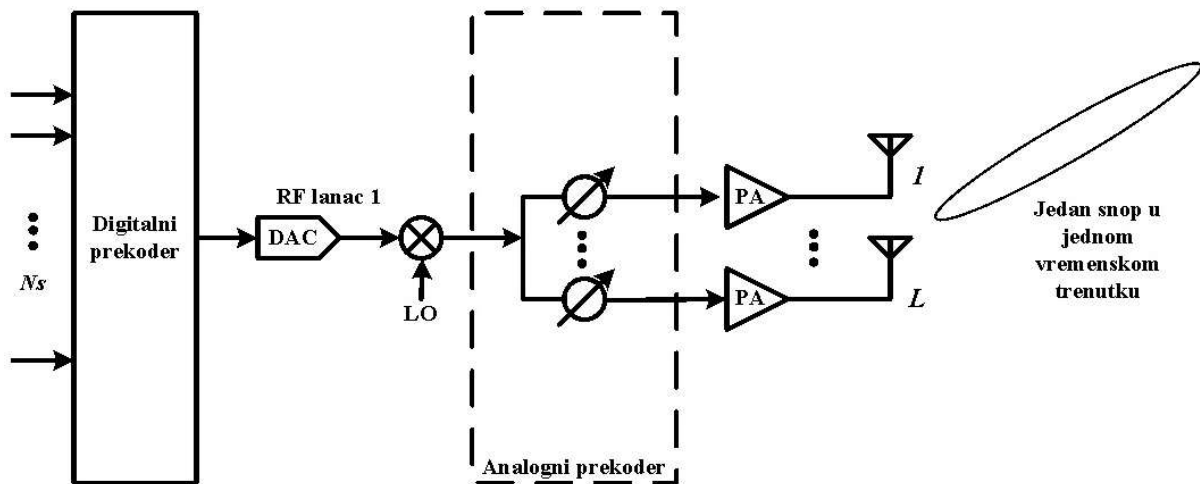 Ns
Digitalni
prekoder
RF lanac 1
DAC
LO
Analogni prekoder
PA
1
PA
L
Jedan snop u
jednom
vremenskom
trenutku